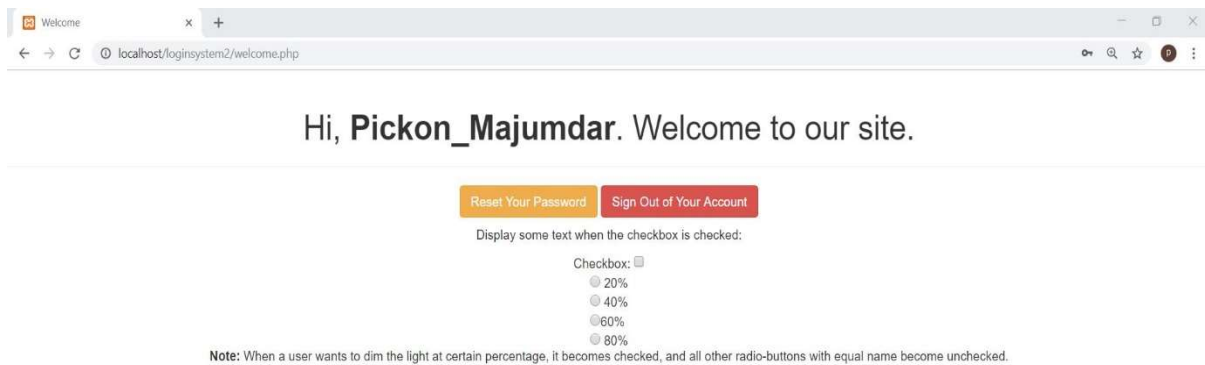 Welcome
localhost/loginsystem2/welcome.php
P
Hi, Pickon_Majumdar. Welcome to our site.
Reset Your Password Sign Out of Your Account
Display some text when the checkbox is checked:
Checkbox:
20%
40%
60%
80%
Note: When a user wants to dim the light at certain percentage, it becomes checked, and all other radio-buttons with equal name become unchecked.